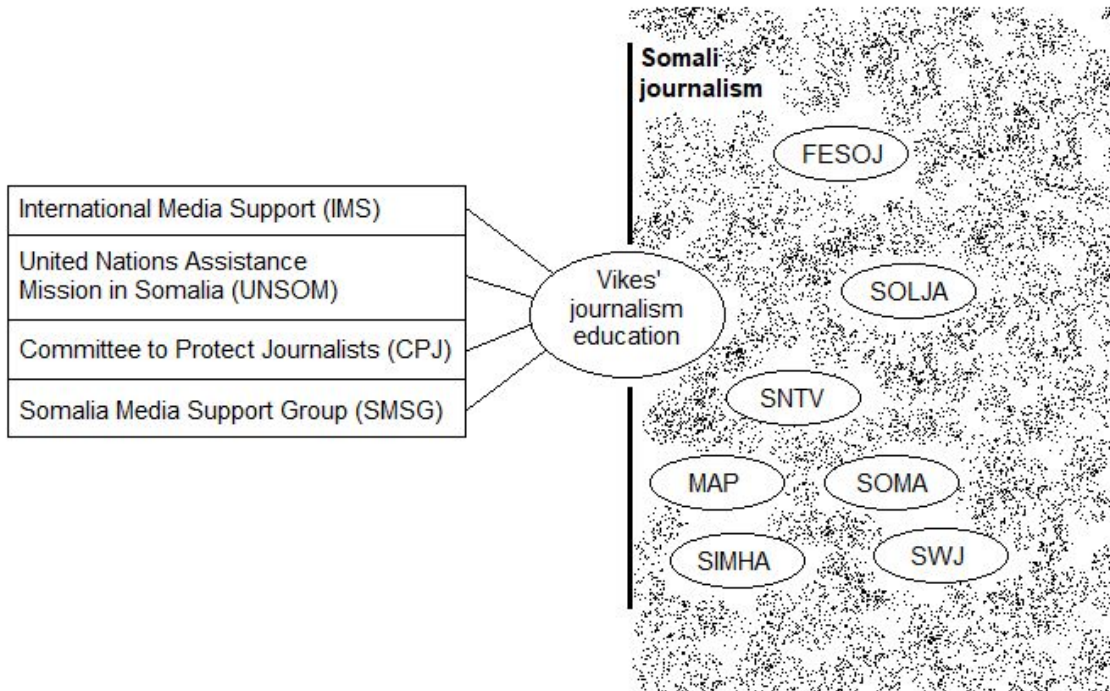 Somali
journalism
FESOJ
International Media Support (IMS)
United Nations Assistance
Mission in Somalia (UNSOM)
Committee to Protect Journalists (CPJ)
Somalia Media Support Group (SMSG)
Vikes'
journalism
education
SOLJA
SNTV
MAP
SOMA
SIMHA
SWJ